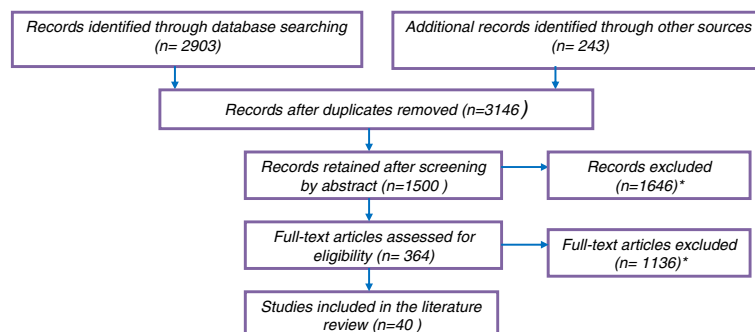 Records identified through database searching
(n= 2903)
Additional records identified through other sources
(n= 243)
Records after duplicates removed (n=3146)
Records retained after screening
by abstract (n=1500 )
Records excluded
(n=1646)*
Full-text articles assessed for
eligibility (n= 364)
Full-text articles excluded
(n= 1136)*
Studies included in the literature
review (n=40 )